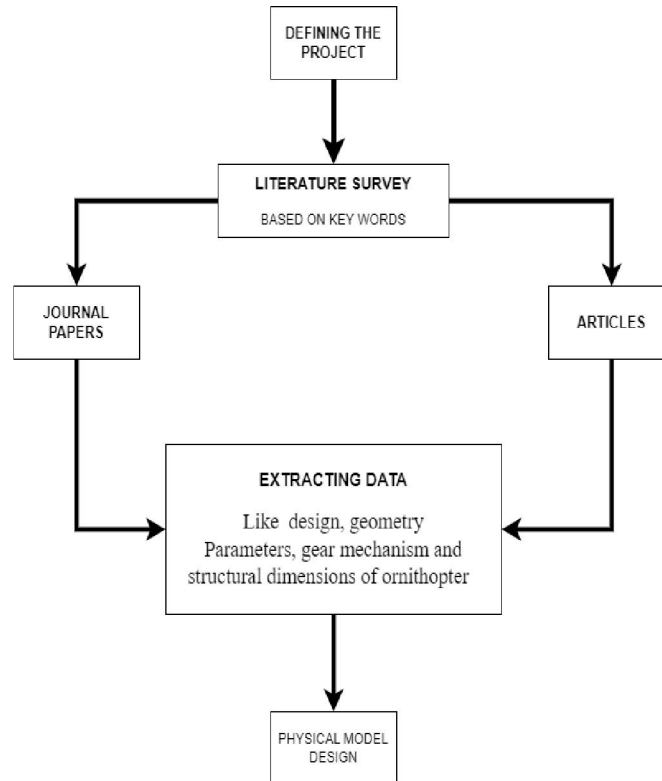 DEFINING THE
PROJECT
LITERATURE SURVEY
BASED ON KEY WORDS
JOURNAL
PAPERS
ARTICLES
EXTRACTING DATA
Like design, geometry
Parameters, gear mechanism and
structural dimensions of ornithopter
PHYSICAL MODEL
DESIGN